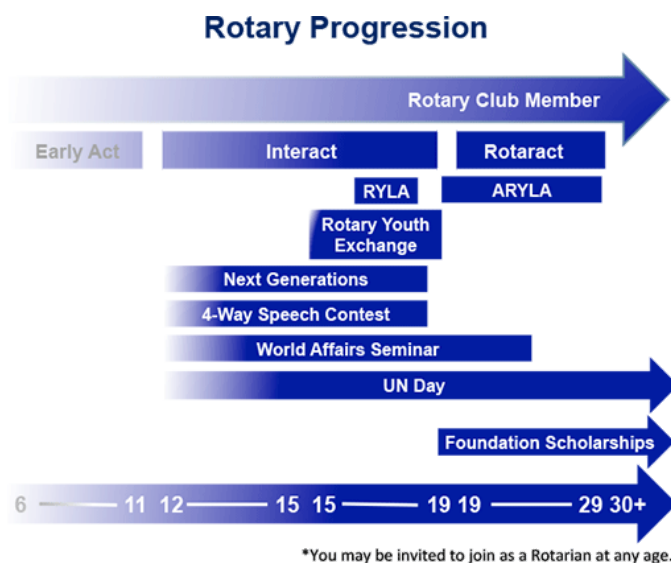 Rotary Progression
Rotary Club Member
Early Act Interact Rotaract
RYLA ARYLA
Rotary Youth
Exchange
Next Generations
4-Way Speech Contest
World Affairs Seminar
UN Day
Foundation Scholarships
6 11 12 15 15 19 19 29 30+
*You may be invited to join as a Rotarian at any age.